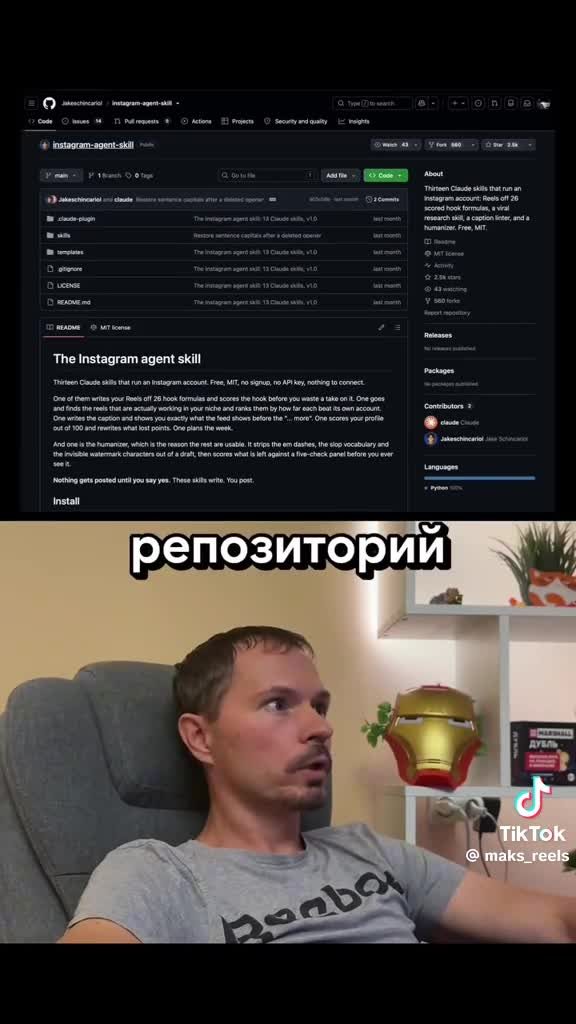 Jakeschincariol / instagram-agent-skill
Type / to search
Code
Issues 14
Pull requests 8
Actions
Projects
Security and quality
Insights
instagram-agent-skill Public
Watch 43
Fork 560
Star 2.5k
main
1 Branch
0 Tags
Go to file
Add file
Code
Jakeschincariol and claude Restore sentence capitals after a deleted opener
last month
2 Commits
.claude-plugin The Instagram agent skill: 13 Claude skills, v1.0 last month
skills Restore sentence capitals after a deleted opener last month
templates The Instagram agent skill: 13 Claude skills, v1.0 last month
.gitignore The Instagram agent skill: 13 Claude skills, v1.0 last month
LICENSE The Instagram agent skill: 13 Claude skills, v1.0 last month
README.md The Instagram agent skill: 13 Claude skills, v1.0 last month
README
MIT license
The Instagram agent skill
Thirteen Claude skills that run an Instagram account. Free, MIT, no signup, no API key, nothing to connect.
One of them writes your Reels off 26 hook formulas and scores the hook before you waste a take on it. One goes
and finds the reels that are actually working in your niche and ranks them by how far each beat its own account.
One writes the caption and shows you exactly what the feed shows before the "... more". One scores your profile
out of 100 and rewrites what lost points. One plans the week.
And one is the humanizer, which is the reason the rest are usable. It strips the em dashes, the slop vocabulary and
the invisible watermark characters out of a draft, then scores what is left against a five-check panel before you ever
see it.
Nothing gets posted until you say yes. These skills write. You post.
Install
About
Thirteen Claude skills that run an
Instagram account: Reels off 26
scored hook formulas, a viral
research skill, a caption linter, and a
humanizer. Free, MIT.
Readme
MIT license
Activity
2.5k stars
43 watching
560 forks
Report repository
Releases
No releases published
Packages
No packages published
Contributors 2
claude Claude
Jakeschincariol Jake Schincariol
Languages
Python 100%
репозиторий
MARSHALL
ДУБЛЬ
Reebok
TikTok
@ maks_reels